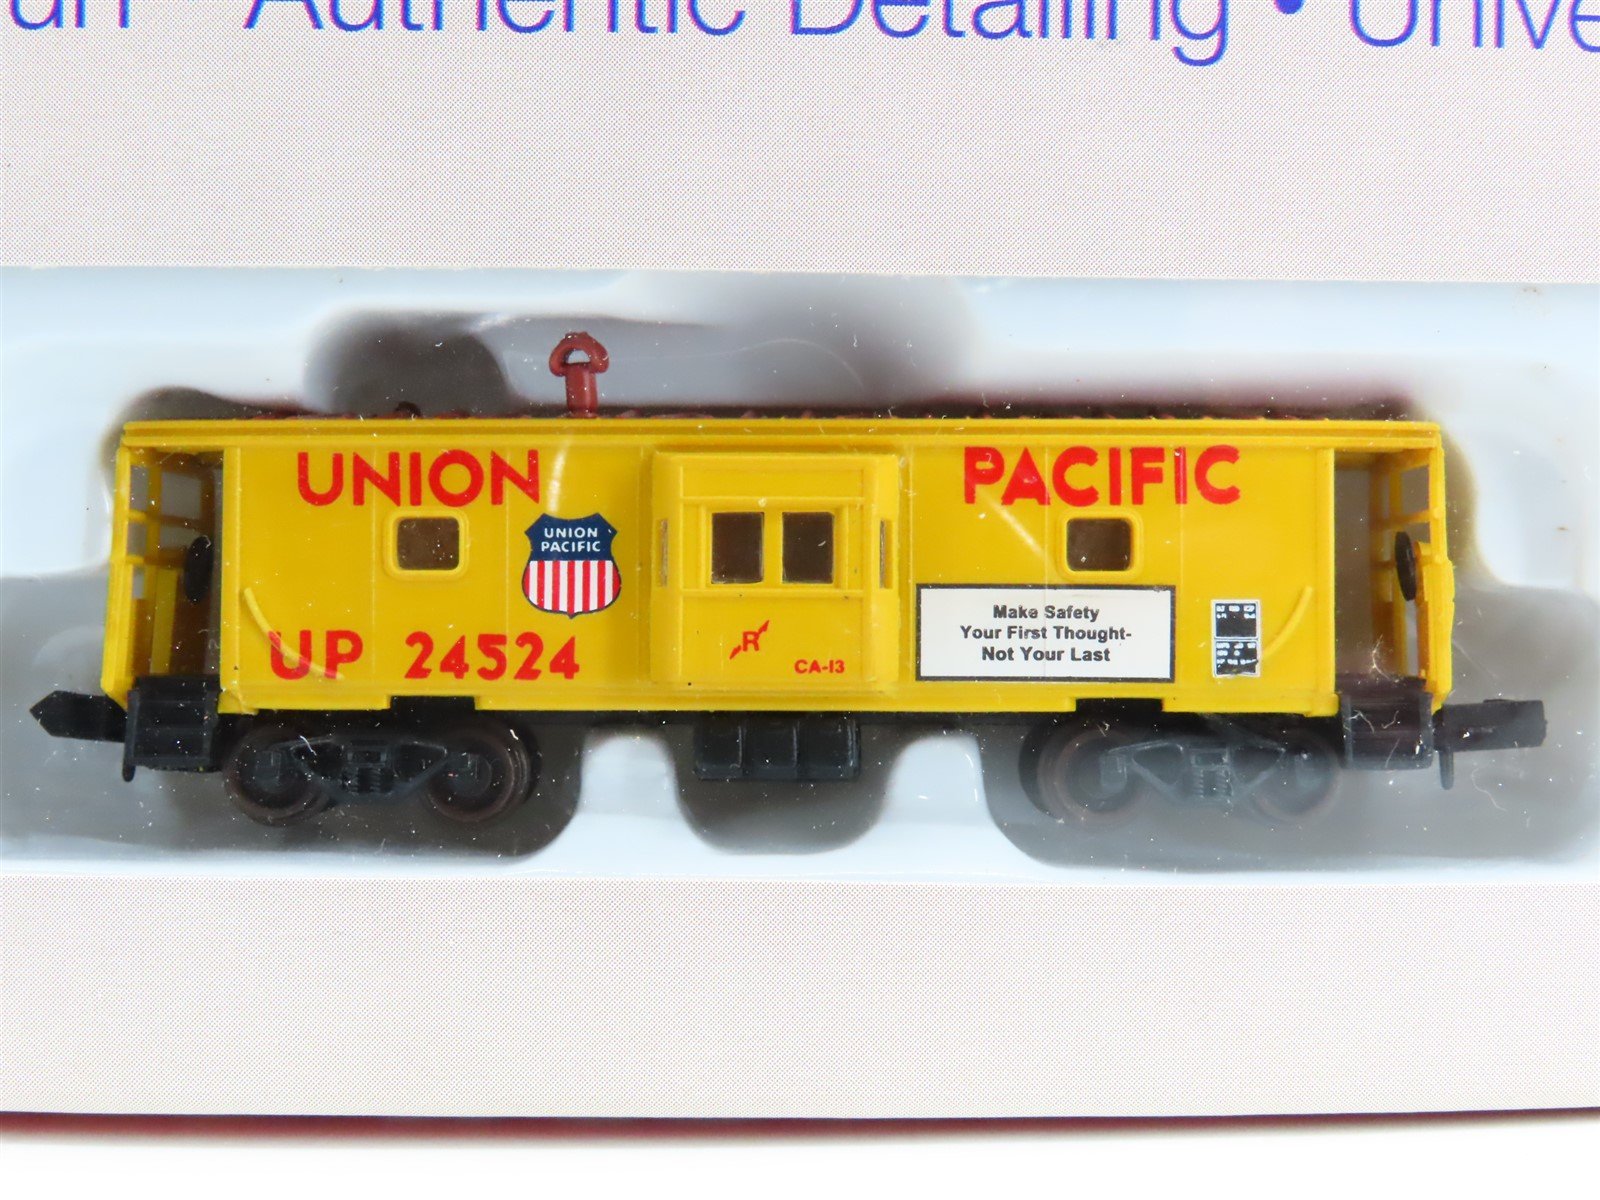 Authentic Detailing •
UNION PACIFIC
UNION
PACIFIC
UP 24524
R
CA-13
Make Safety
Your First Thought-
Not Your Last